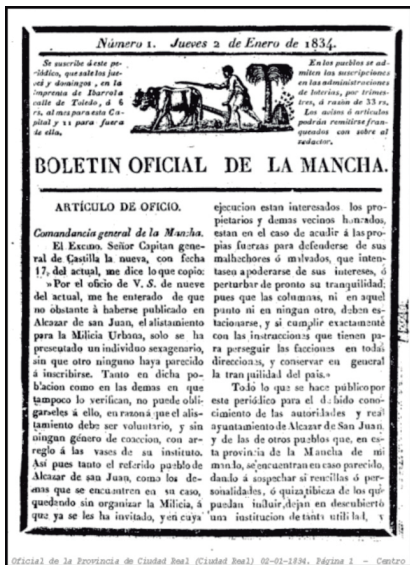 Número 1. Jueves 2 de Enero de 1834.
Se suscribe á este pe-
riódico, que sale los jue-
ves y domingos, en la
imprenta de Ibarrola
calle de Toledo, á 6
rs. al mes para esta Ca-
pital y 11 para fuera
de ella.
En los pueblos se ad-
miten las suscripciones
en las administraciones
de loterias, por trimes-
tres, á razon de 33 rs.
Los avisos ó artículos
podrán remitirse fran-
queados con sobre al
redactor.
BOLETIN OFICIAL DE LA MANCHA.
ARTÍCULO DE OFICIO.
Comandancia general de la Mancha.
El Excmo. Señor Capitan gene-
ral de Castilla la nueva, con fecha
17, del actual, me dice lo que copio:
»Por el oficio de V. S. de nueve
del actual, me he enterado de que
no obstante á haberse publicado en
Alcazar de san Juan, el alistamiento
para la Milicia Urbana, solo se ha
presentado un individuo sexagenario,
sin que otro ninguno haya parecido
á inscribirse. Tanto en dicha po-
blacion como en las demas en que
tampoco lo verifican, no puede obli-
garseles á ello, en razon á que el alis-
tamiento debe ser voluntario, y sin
ningun género de coaccion, con ar-
reglo á las vases de su instituto.
Asi pues tanto el referido pueblo de
Alcazar de san Juan, como los de-
mas que se encuentren en su caso,
quedando sin organizar la Milicia, á
que ya se les ha invitado, y en cuya
ejecucion estan interesados los pro-
pietarios y demas vecinos honrados,
estan en el caso de acudir á las pro-
pias fuerzas para defenderse de sus
malhechores ó malvados, que inten-
tasen apoderarse de sus intereses, ó
perturbar de pronto su tranquilidad;
pues que las columnas, ni en aquel
punto ni en ningun otro, deben es-
tacionarse, y si cumplir exactamente
con las instrucciones que tienen pa-
ra perseguir las facciones en todas
direcciones, y conservar en general
la tranquilidad del pais.»
Todo lo que se hace público por
este periódico para el debido cono-
cimiento de las autoridades y real
ayuntamiento de Alcazar de San Juan
y de las de otros pueblos que, en es-
ta provincia de la Mancha de mi
mando, se encuentran en caso parecido,
dando á sospechar si rencillas ó per-
sonalidades, ó quiza tibieza de los que
puedan influir, dejan en descubierto
una institucion de tanta utilidad, y
Oficial de la Provincia de Ciudad Real (Ciudad Real) 02-01-1834. Página 1 - Centro